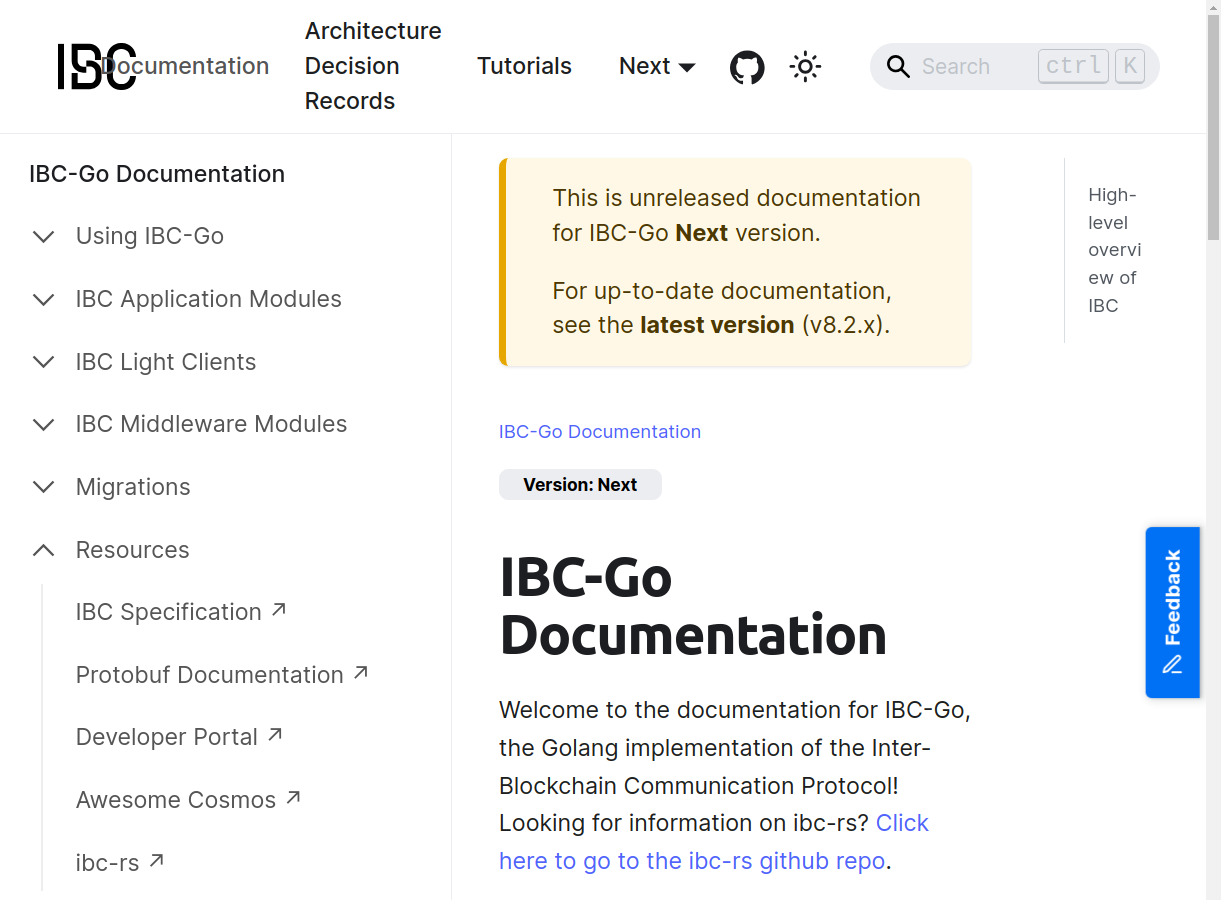 IBC
Documentation
Architecture
Decision
Records
Tutorials
Next
Search
ctrl
K
IBC-Go Documentation
Using IBC-Go
IBC Application Modules
IBC Light Clients
IBC Middleware Modules
Migrations
Resources
IBC Specification
Protobuf Documentation
Developer Portal
Awesome Cosmos
ibc-rs
This is unreleased documentation
for IBC-Go Next version.
For up-to-date documentation,
see the latest version (v8.2.x).
IBC-Go Documentation
Version: Next
IBC-Go
Documentation
Welcome to the documentation for IBC-Go,
the Golang implementation of the Inter-
Blockchain Communication Protocol!
Looking for information on ibc-rs? Click
here to go to the ibc-rs github repo.
High-
level
overvi
ew of
IBC
Feedback